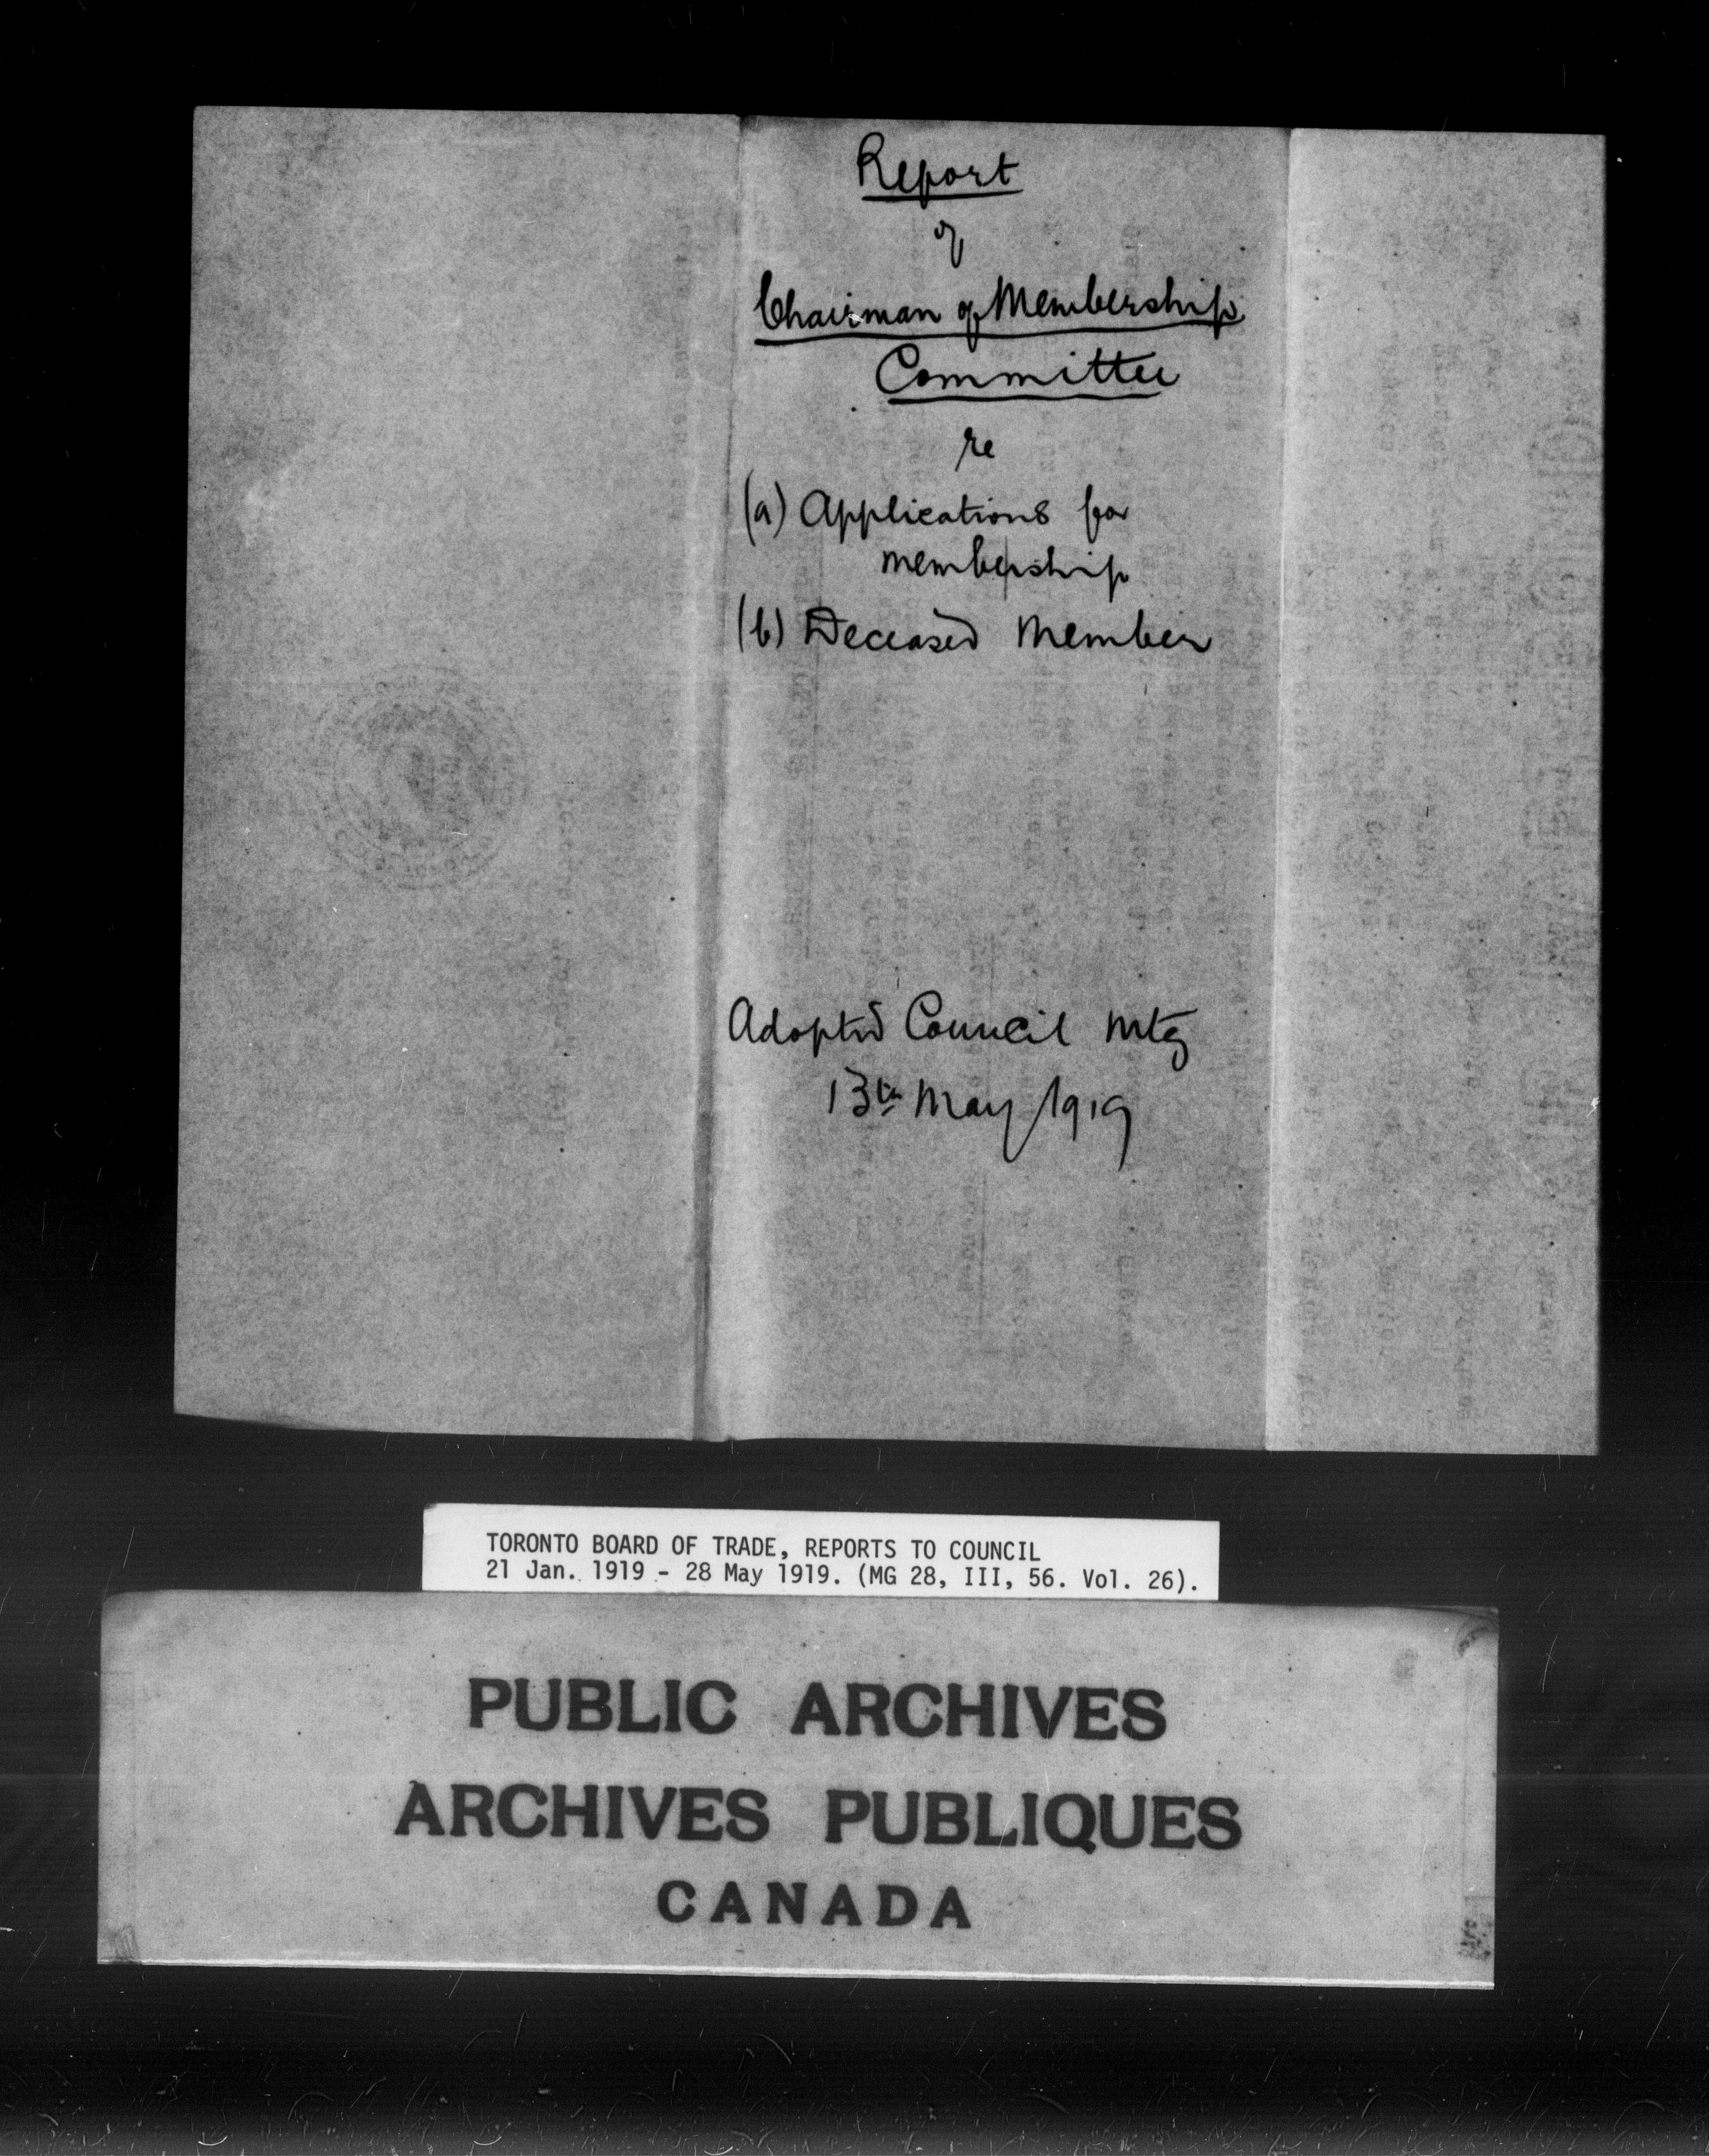 Report
of
Chairman of Membership
Committee
re
(a) Applications for
membership
(b) Deceased Member
Adopted Council Mtg
13th May 1919
TORONTO BOARD OF TRADE, REPORTS TO COUNCIL
21 Jan. 1919 - 28 May 1919. (MG 28, III, 56. Vol. 26).
PUBLIC ARCHIVES
ARCHIVES PUBLIQUES
CANADA